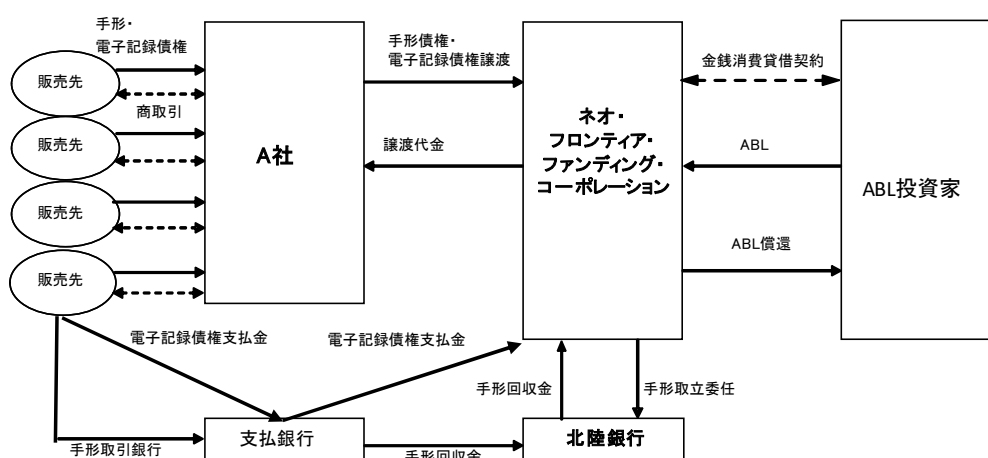 手形・
電子記録債権
販売先
商取引
販売先
販売先
販売先
A社
手形債権・
電子記録債権譲渡
譲渡代金
ネオ・
フロンティア・
ファンディング・
コーポレーション
金銭消費貸借契約
ABL
ABL償還
ABL投資家
電子記録債権支払金
電子記録債権支払金
手形回収金
手形取立委任
手形取引銀行
支払銀行
手形回収金
北陸銀行